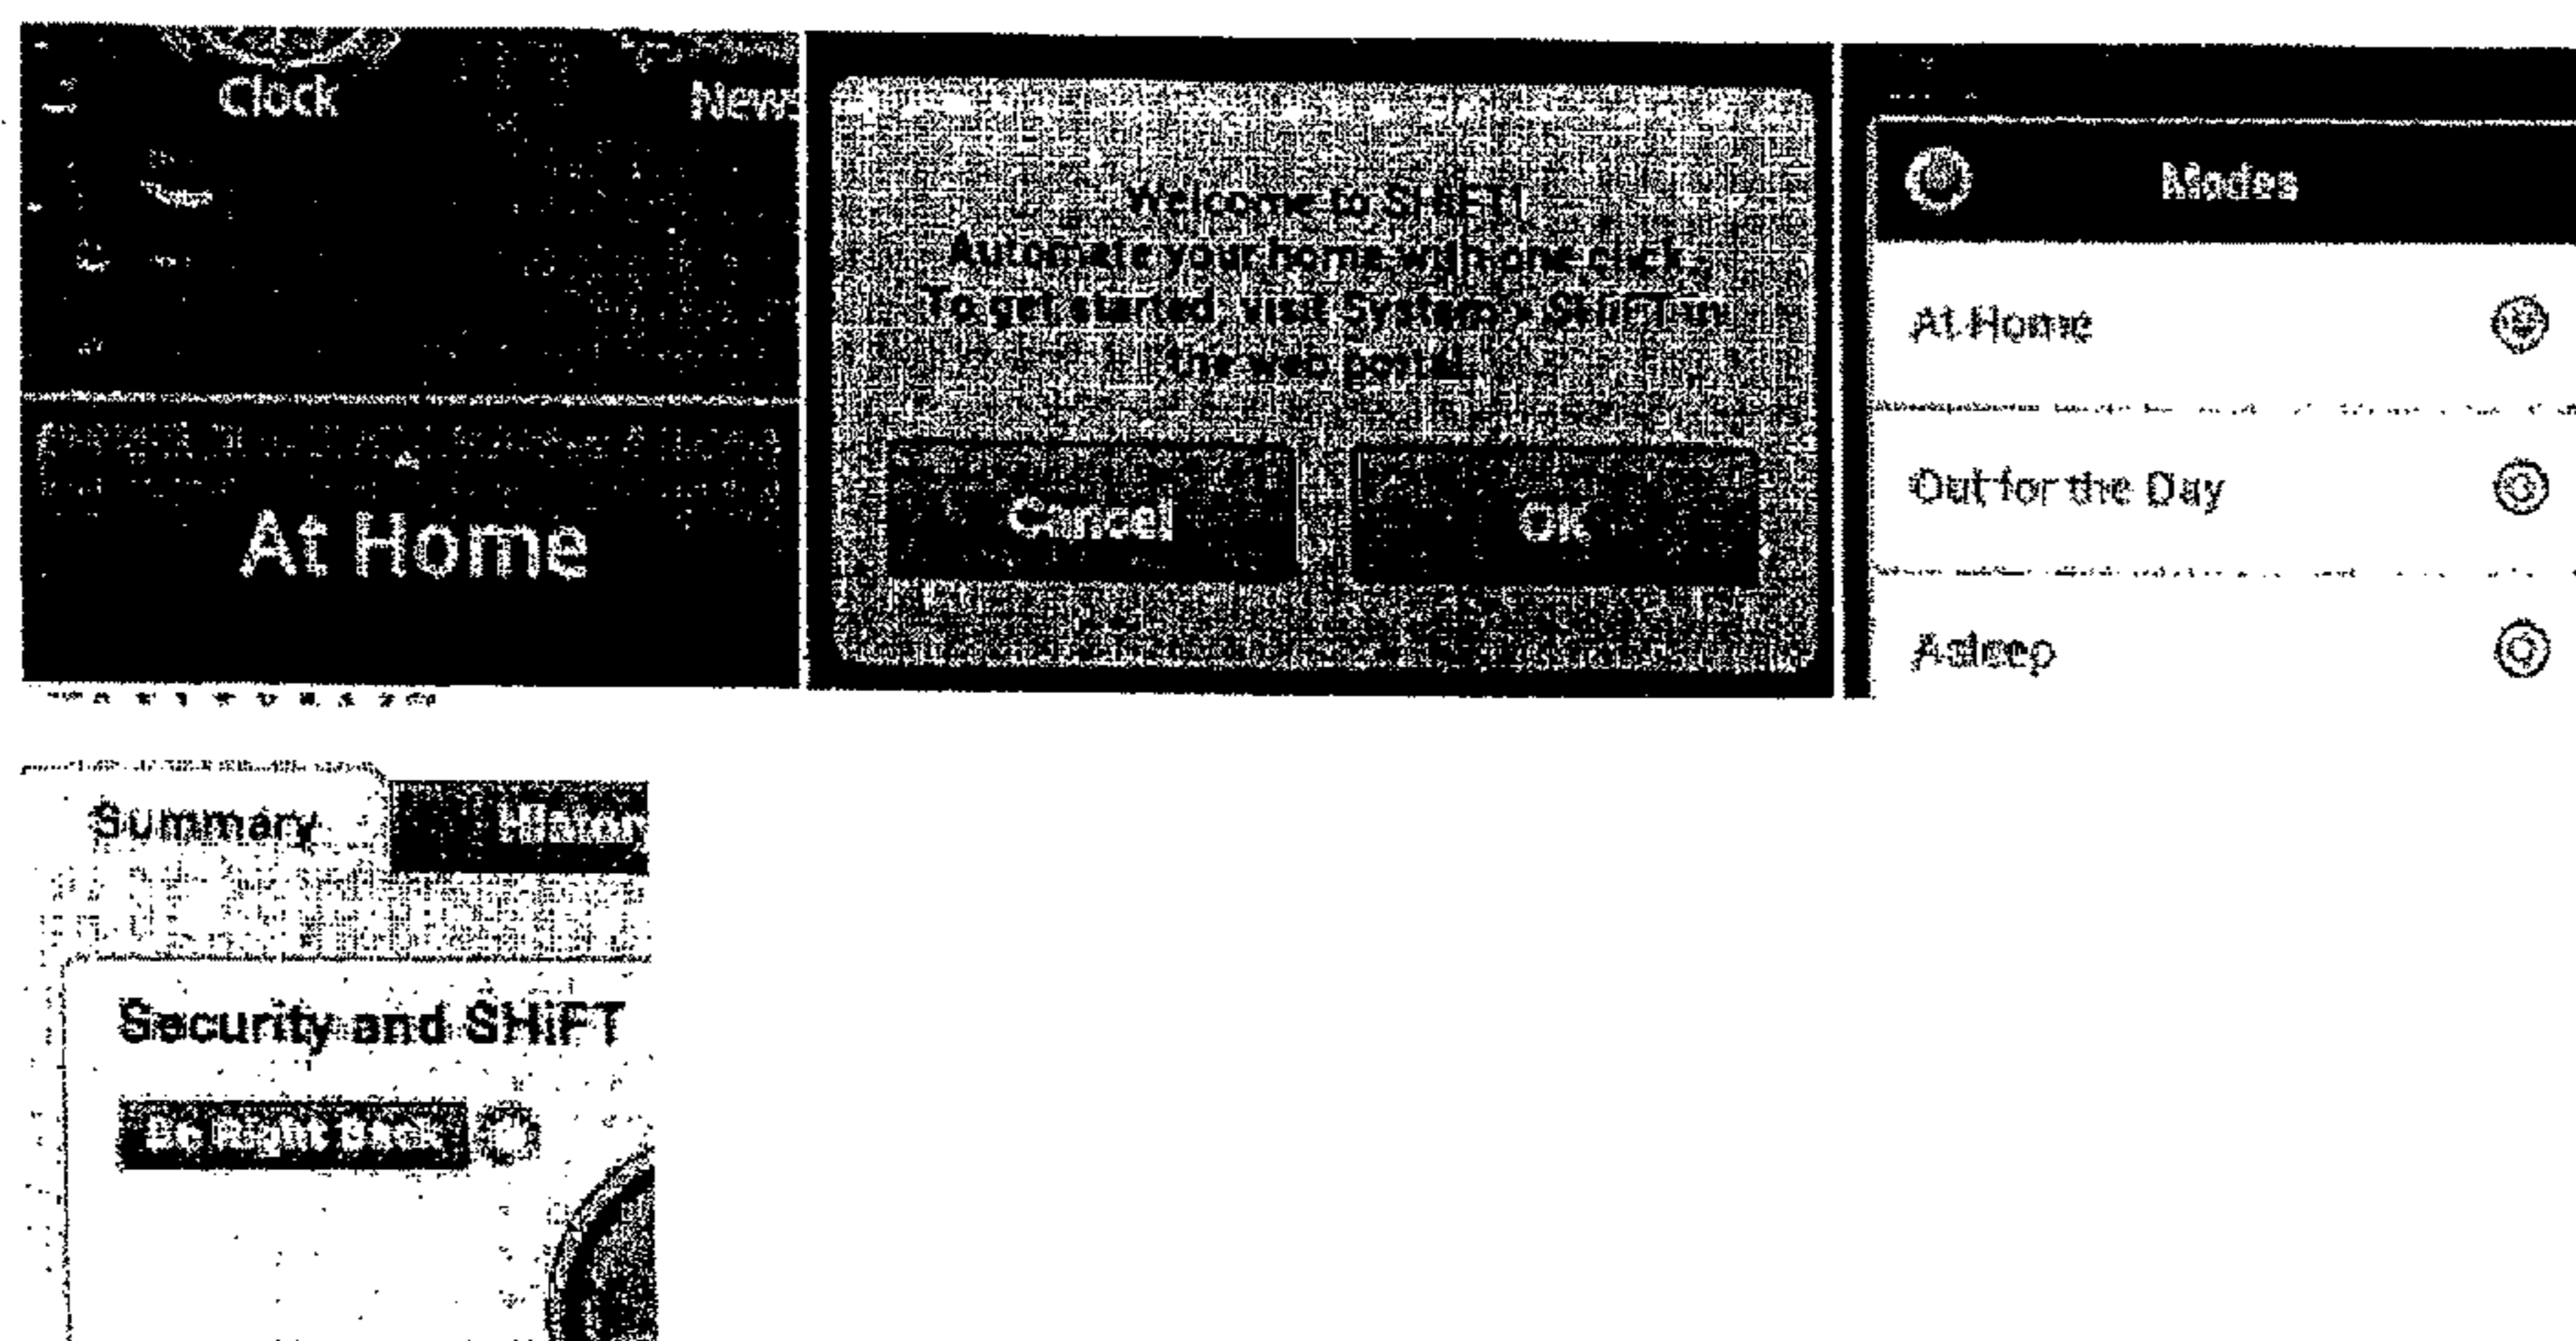 Clock
News
At Home
Welcome to SHiFT!
Automate your home with one click.
To get started, visit System > SHiFT in
the web portal.
Cancel
OK
Modes
At Home
Out for the Day
Asleep
Summary
History
Security and SHiFT
Be Right Back